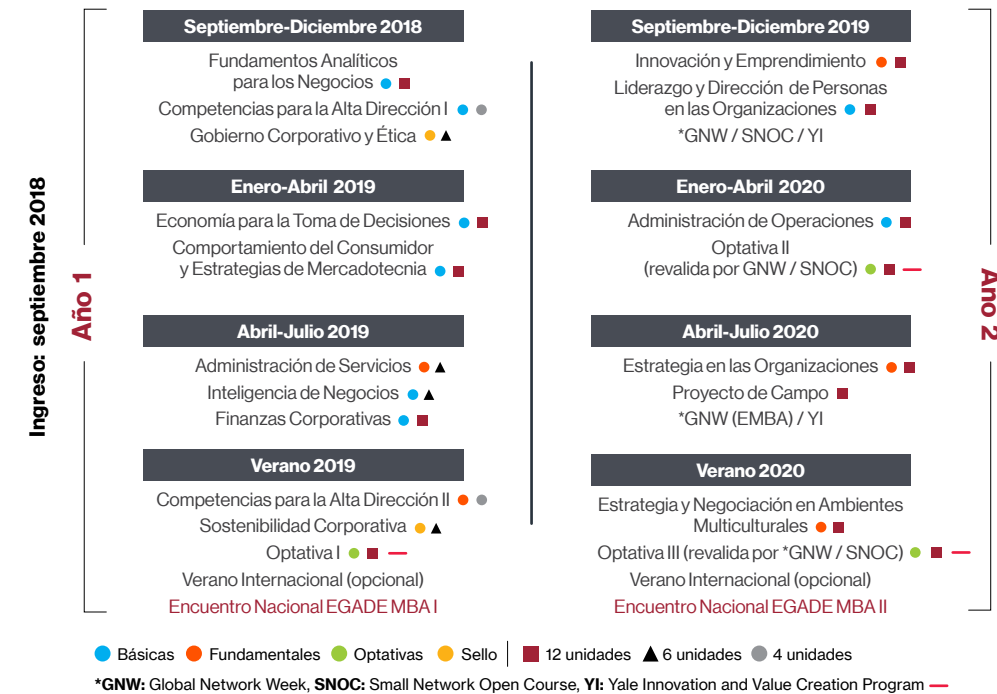 Ingreso: septiembre 2018
Año 1
Septiembre-Diciembre 2018
Fundamentos Analíticos
para los Negocios
Competencias para la Alta Dirección I
Gobierno Corporativo y Ética
Enero-Abril 2019
Economía para la Toma de Decisiones
Comportamiento del Consumidor
y Estrategias de Mercadotecnia
Abril-Julio 2019
Administración de Servicios
Inteligencia de Negocios
Finanzas Corporativas
Verano 2019
Competencias para la Alta Dirección II
Sostenibilidad Corporativa
Optativa I
Verano Internacional (opcional)
Encuentro Nacional EGADE MBA I
Año 2
Septiembre-Diciembre 2019
Innovación y Emprendimiento
Liderazgo y Dirección de Personas
en las Organizaciones
*GNW / SNOC / YI
Enero-Abril 2020
Administración de Operaciones
Optativa II
(revalida por GNW / SNOC)
Abril-Julio 2020
Estrategia en las Organizaciones
Proyecto de Campo
*GNW (EMBA) / YI
Verano 2020
Estrategia y Negociación en Ambientes
Multiculturales
Optativa III (revalida por *GNW / SNOC)
Verano Internacional (opcional)
Encuentro Nacional EGADE MBA II
Básicas Fundamentales Optativas Sello 12 unidades 6 unidades 4 unidades
*GNW: Global Network Week, SNOC: Small Network Open Course, YI: Yale Innovation and Value Creation Program